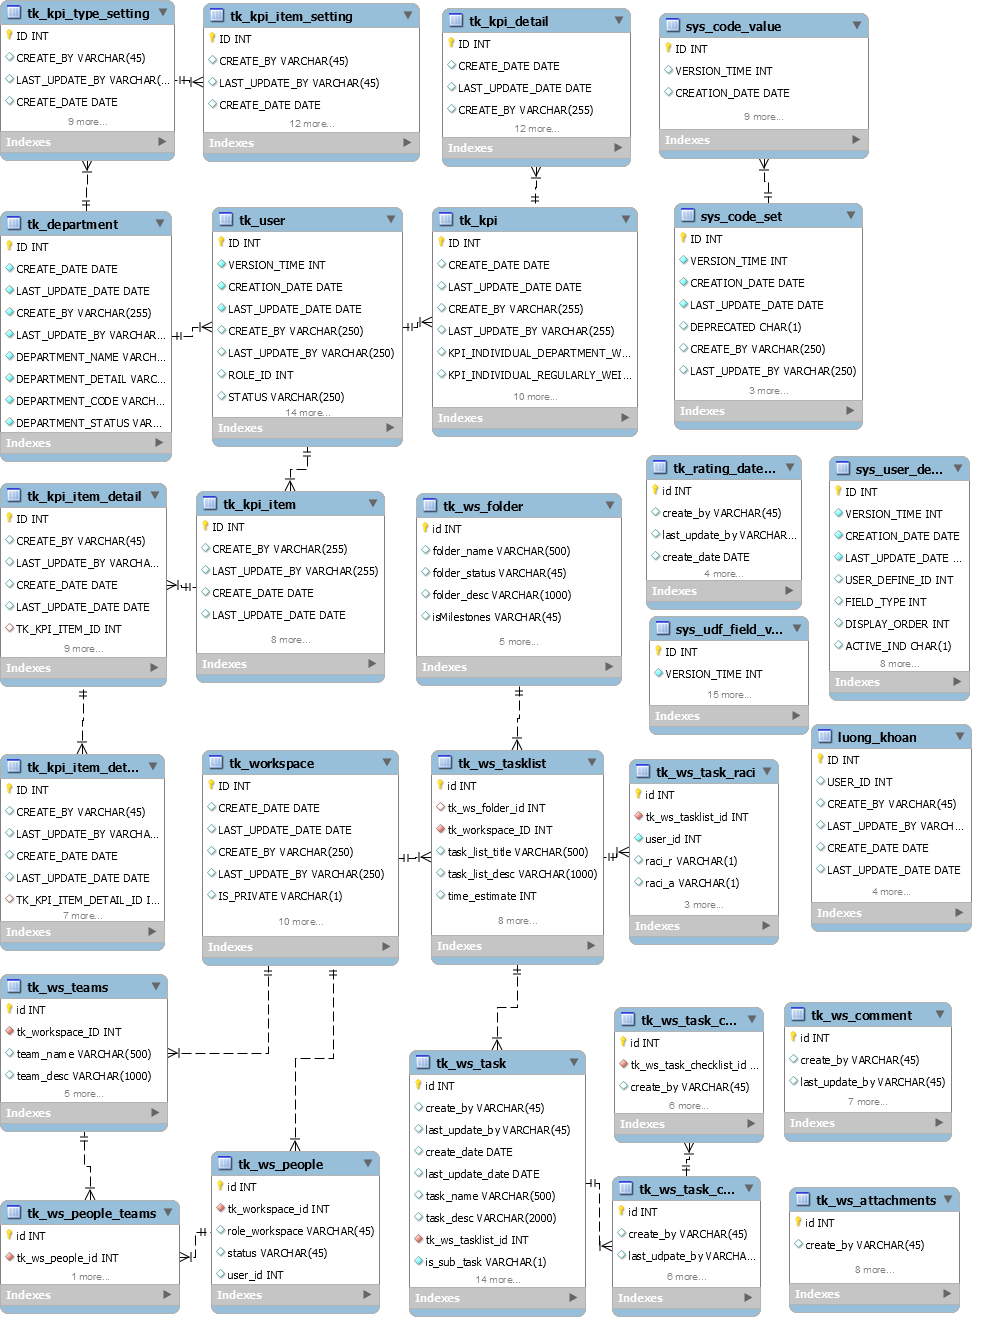 tk_kpi_type_setting
ID INT
CREATE_BY VARCHAR(45)
LAST_UPDATE_BY VARCHAR(...
CREATE_DATE DATE
9 more...
Indexes
tk_kpi_item_setting
ID INT
CREATE_BY VARCHAR(45)
LAST_UPDATE_BY VARCHAR(45)
CREATE_DATE DATE
12 more...
Indexes
tk_kpi_detail
ID INT
CREATE_DATE DATE
LAST_UPDATE_DATE DATE
CREATE_BY VARCHAR(255)
12 more...
Indexes
sys_code_value
ID INT
VERSION_TIME INT
CREATION_DATE DATE
9 more...
Indexes
tk_department
ID INT
CREATE_DATE DATE
LAST_UPDATE_DATE DATE
CREATE_BY VARCHAR(255)
LAST_UPDATE_BY VARCHAR...
DEPARTMENT_NAME VARCH...
DEPARTMENT_DETAIL VARC...
DEPARTMENT_CODE VARCH...
DEPARTMENT_STATUS VAR...
Indexes
tk_user
ID INT
VERSION_TIME INT
CREATION_DATE DATE
LAST_UPDATE_DATE DATE
CREATE_BY VARCHAR(250)
LAST_UPDATE_BY VARCHAR(250)
ROLE_ID INT
STATUS VARCHAR(250)
14 more...
Indexes
tk_kpi
ID INT
CREATE_DATE DATE
LAST_UPDATE_DATE DATE
CREATE_BY VARCHAR(255)
LAST_UPDATE_BY VARCHAR(255)
KPI_INDIVIDUAL_DEPARTMENT_W...
KPI_INDIVIDUAL_REGULARLY_WEI...
10 more...
Indexes
sys_code_set
ID INT
VERSION_TIME INT
CREATION_DATE DATE
LAST_UPDATE_DATE DATE
DEPRECATED CHAR(1)
CREATE_BY VARCHAR(250)
LAST_UPDATE_BY VARCHAR(250)
3 more...
Indexes
tk_kpi_item_detail
ID INT
CREATE_BY VARCHAR(45)
LAST_UPDATE_BY VARCHA...
CREATE_DATE DATE
LAST_UPDATE_DATE DATE
TK_KPI_ITEM_ID INT
9 more...
Indexes
tk_kpi_item
ID INT
CREATE_BY VARCHAR(255)
LAST_UPDATE_BY VARCHAR(255)
CREATE_DATE DATE
LAST_UPDATE_DATE DATE
8 more...
Indexes
tk_ws_folder
id INT
folder_name VARCHAR(500)
folder_status VARCHAR(45)
folder_desc VARCHAR(1000)
isMilestones VARCHAR(45)
5 more...
Indexes
tk_rating_date...
id INT
create_by VARCHAR(45)
last_update_by VARCHAR...
create_date DATE
4 more...
Indexes
sys_user_de...
ID INT
VERSION_TIME INT
CREATION_DATE DATE
LAST_UPDATE_DATE ...
USER_DEFINE_ID INT
FIELD_TYPE INT
DISPLAY_ORDER INT
ACTIVE_IND CHAR(1)
8 more...
Indexes
sys_udf_field_v...
ID INT
VERSION_TIME INT
15 more...
Indexes
tk_kpi_item_det...
ID INT
CREATE_BY VARCHAR(45)
LAST_UPDATE_BY VARCHA...
CREATE_DATE DATE
LAST_UPDATE_DATE DATE
TK_KPI_ITEM_DETAIL_ID I...
7 more...
Indexes
tk_workspace
ID INT
CREATE_DATE DATE
LAST_UPDATE_DATE DATE
CREATE_BY VARCHAR(250)
LAST_UPDATE_BY VARCHAR(250)
IS_PRIVATE VARCHAR(1)
10 more...
Indexes
tk_ws_tasklist
id INT
tk_ws_folder_id INT
tk_workspace_ID INT
task_list_title VARCHAR(500)
task_list_desc VARCHAR(1000)
time_estimate INT
8 more...
Indexes
tk_ws_task_raci
id INT
tk_ws_tasklist_id INT
user_id INT
raci_r VARCHAR(1)
raci_a VARCHAR(1)
3 more...
Indexes
luong_khoan
ID INT
USER_ID INT
CREATE_BY VARCHAR(45)
LAST_UPDATE_BY VARCH...
CREATE_DATE DATE
LAST_UPDATE_DATE DATE
4 more...
Indexes
tk_ws_teams
id INT
tk_workspace_ID INT
team_name VARCHAR(500)
team_desc VARCHAR(1000)
5 more...
Indexes
tk_ws_people_teams
id INT
tk_ws_people_id INT
1 more...
Indexes
tk_ws_people
id INT
tk_workspace_id INT
role_workspace VARCHAR(45)
status VARCHAR(45)
user_id INT
Indexes
tk_ws_task
id INT
create_by VARCHAR(45)
last_update_by VARCHAR(45)
create_date DATE
last_update_date DATE
task_name VARCHAR(500)
task_desc VARCHAR(2000)
tk_ws_tasklist_id INT
is_sub_task VARCHAR(1)
14 more...
Indexes
tk_ws_task_c...
id INT
tk_ws_task_checklist_id ...
create_by VARCHAR(45)
6 more...
Indexes
tk_ws_task_c...
id INT
create_by VARCHAR(45)
last_udpate_by VARCHA...
6 more...
Indexes
tk_ws_comment
id INT
create_by VARCHAR(45)
last_update_by VARCHAR(45)
7 more...
Indexes
tk_ws_attachments
id INT
create_by VARCHAR(45)
8 more...
Indexes